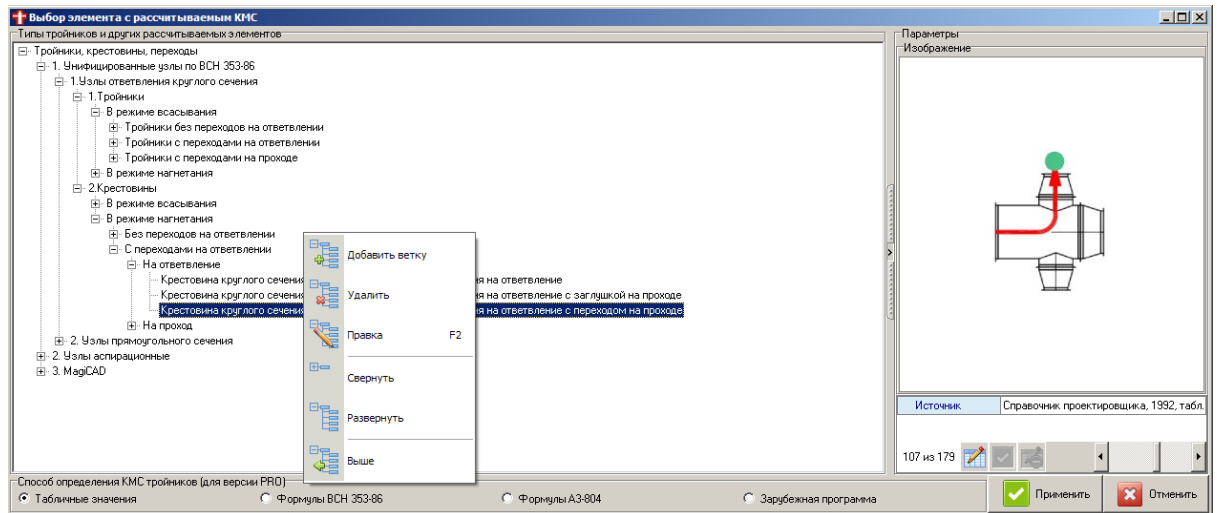 Выбор элемента с рассчитываемым КМС
Типы тройников и других рассчитываемых элементов
Тройники, крестовины, переходы
1. Унифицированные узлы по ВСН 353-86
1.Узлы ответвления круглого сечения
1.Тройники
В режиме всасывания
Тройники без переходов на ответвлении
Тройники с переходами на ответвлении
Тройники с переходами на проходе
В режиме нагнетания
2.Крестовины
В режиме всасывания
В режиме нагнетания
Без переходов на ответвлении
С переходами на ответвлении
На ответвление
Крестовина круглого сечения на ответвление
Крестовина круглого сечения на ответвление с заглушкой на проходе
Крестовина круглого сечения на ответвление с переходом на проходе
На проход
2. Узлы прямоугольного сечения
2. Узлы аспирационные
3. MagiCAD
Добавить ветку
Удалить
Правка F2
Свернуть
Развернуть
Выше
Параметры
Изображение
Источник Справочник проектировщика, 1992, табл.
107 из 179
Способ определения КМС тройников (для версии PRO)
Табличные значения Формулы ВСН 353-86 Формулы А3-804 Зарубежная программа
Применить Отменить